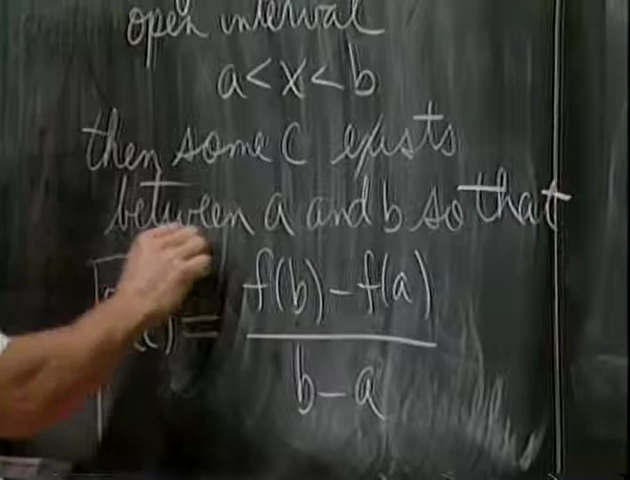 open interval
a < x < b
then some c exists
between a and b so that
(c) = f(b) - f(a) / b - a